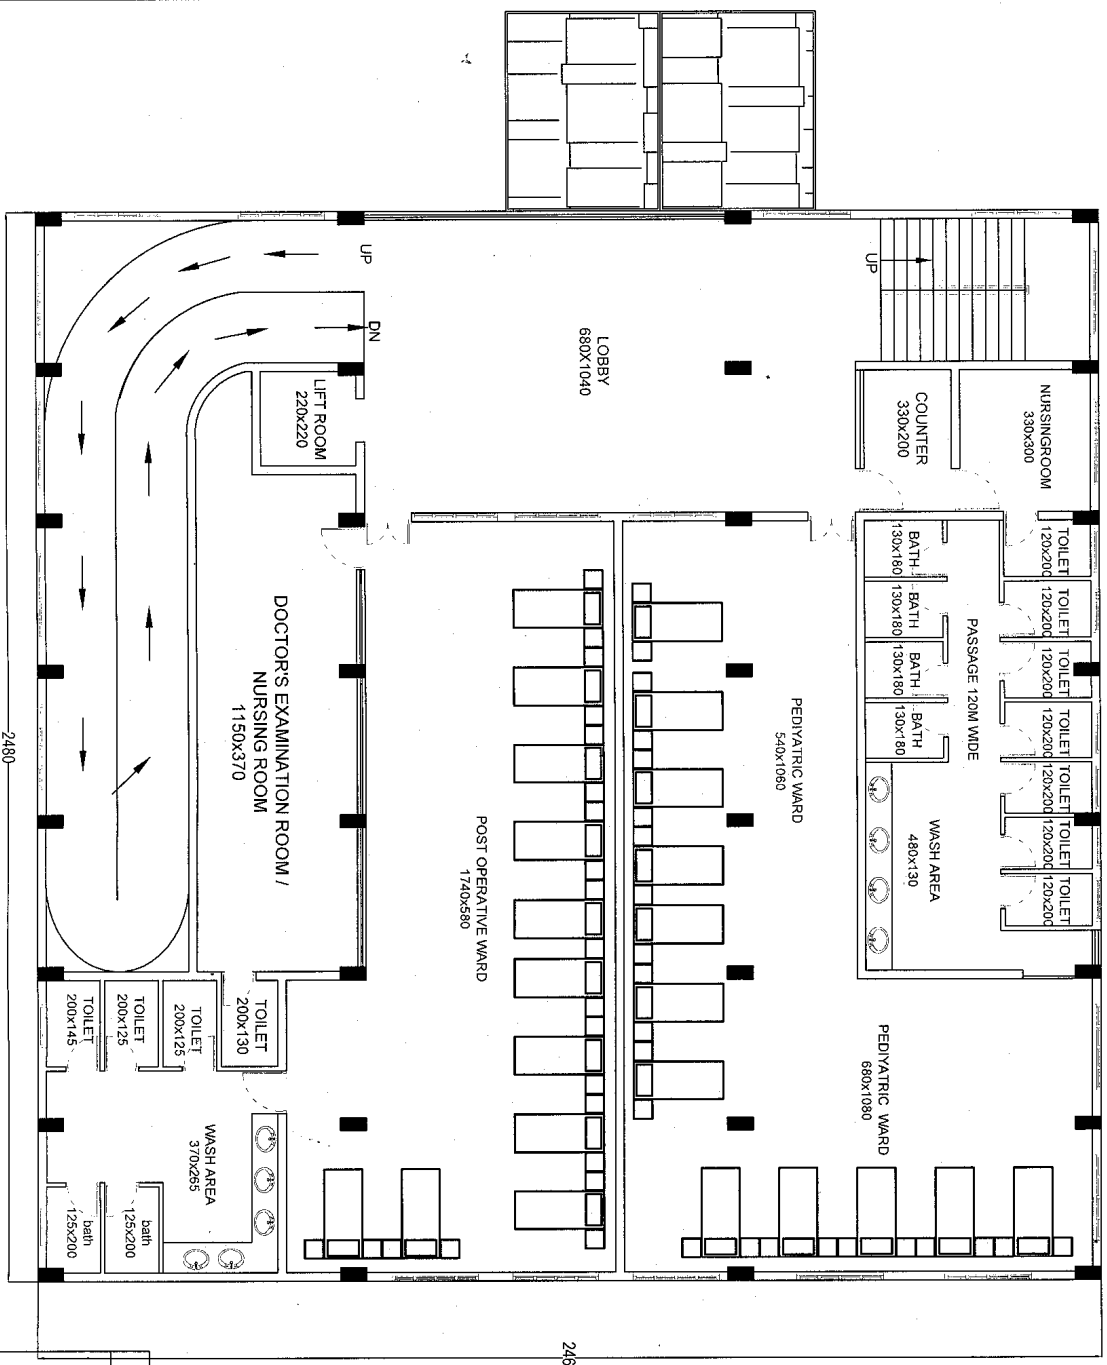 UP
DN
UP
LOBBY
680X1040
LIFT ROOM
220x220
COUNTER
330x200
NURSINGROOM
330x300
BATH
130x180
BATH
130x180
BATH
130x180
BATH
130x180
TOILET
120x200
TOILET
120x200
TOILET
120x200
TOILET
120x200
TOILET
120x200
TOILET
120x200
TOILET
120x200
PASSAGE 120M WIDE
WASH AREA
480x130
PEDIYATRIC WARD
540x1060
DOCTOR'S EXAMINATION ROOM /
NURSING ROOM
1150x370
POST OPERATIVE WARD
1740x580
PEDIYATRIC WARD
680x1080
TOILET
200x145
TOILET
200x125
TOILET
200x125
TOILET
200x130
WASH AREA
370x265
bath
125x200
bath
125x200
2480
246